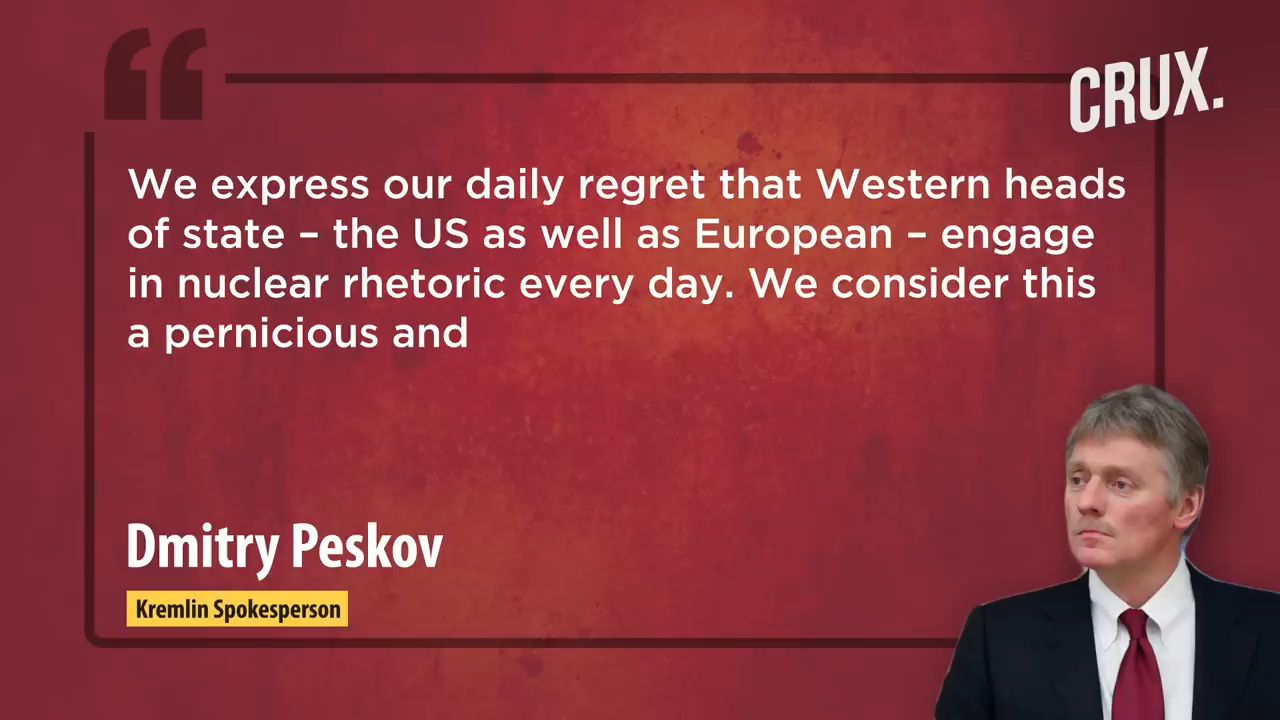 CRUX.
We express our daily regret that Western heads
of state – the US as well as European – engage
in nuclear rhetoric every day. We consider this
a pernicious and
Dmitry Peskov
Kremlin Spokesperson